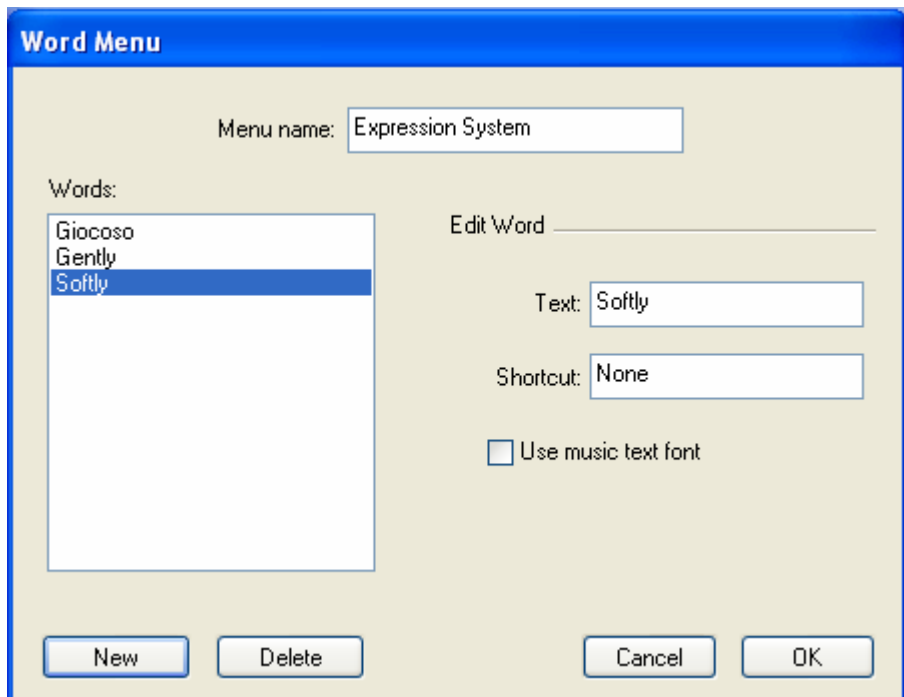 Word Menu
Menu name: Expression System
Words:
Giocoso
Gently
Softly
Edit Word
Text: Softly
Shortcut: None
Use music text font
New Delete Cancel OK